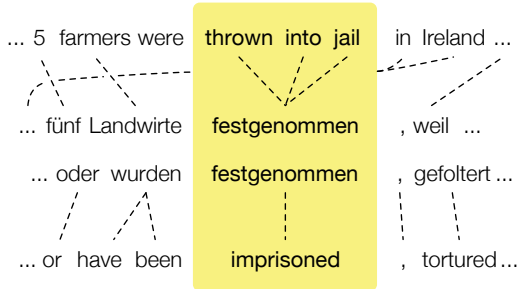 ... 5 farmers were thrown into jail in Ireland ...
... fünf Landwirte festgenommen , weil ...
... oder wurden festgenommen , gefoltert ...
... or have been imprisoned , tortured ...